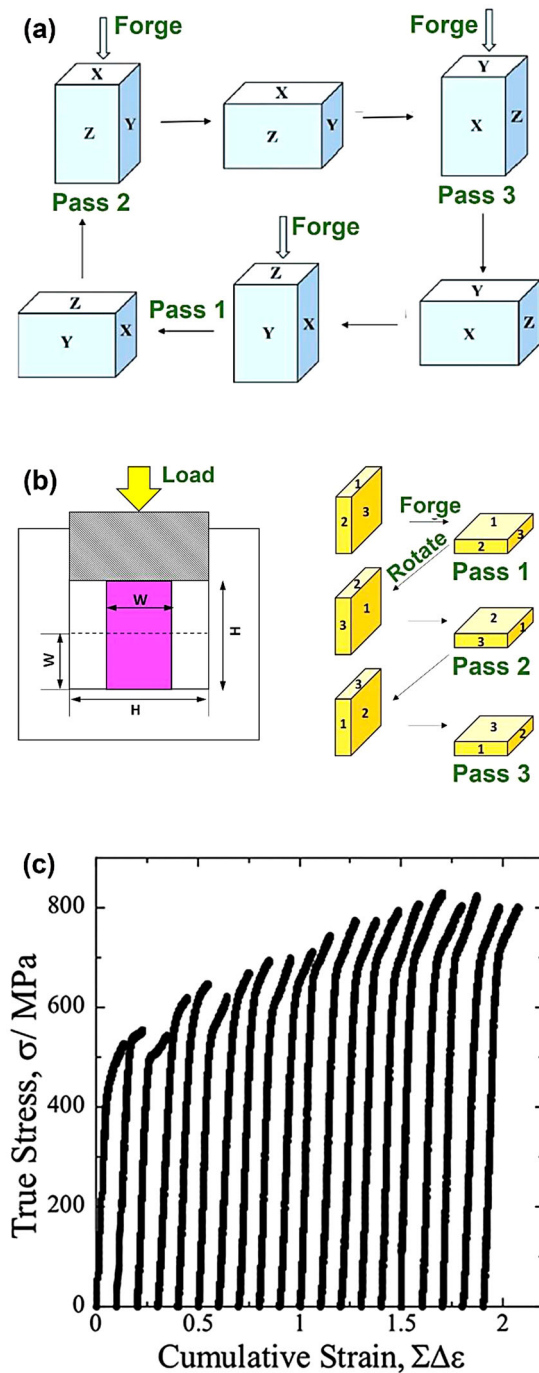 (a)
Forge
Forge
X
Z
Y
X
Z
Y
Y
X
Z
Pass 2
Pass 3
Forge
Z
Y
X
Pass 1
Z
Y
X
Y
X
Z
(b)
Load
W
H
W
H
1
2
3
Forge
1
2
3
Pass 1
Rotate
2
3
1
2
3
1
Pass 2
3
1
2
3
1
2
Pass 3
(c)
True Stress, σ/ MPa
800
600
400
200
0
0
0.5
1
1.5
2
Cumulative Strain, ΣΔε